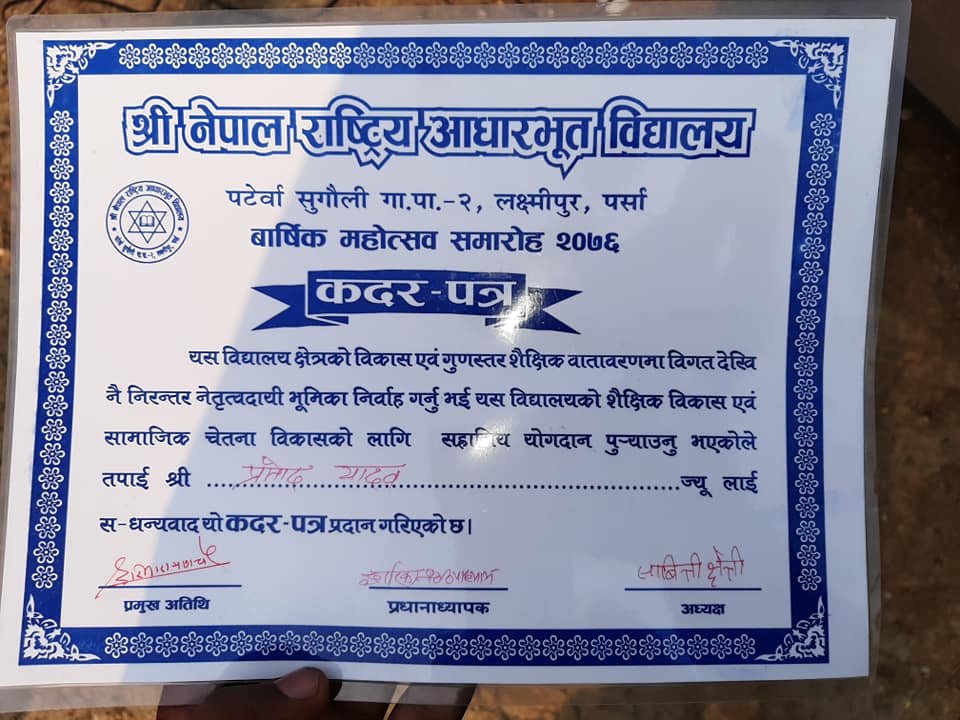 श्री नेपाल राष्ट्रिय आधारभूत विद्यालय
पटेर्वा सुगौली गा.पा.-२, लक्ष्मीपुर, पर्सा
बार्षिक महोत्सव समारोह २०७६
कदर-पत्र
यस विद्यालय क्षेत्रको विकास एवं गुणस्तर शैक्षिक वातावरणमा विगत देखि
नै निरन्तर नेतृत्वदायी भूमिका निर्वाह गर्नु भई यस विद्यालयको शैक्षिक विकास एवं
सामाजिक चेतना विकासको लागि योगदान पुऱ्याउनु भएकोले
तपाई श्री यादव ज्यू लाई
स-धन्यवाद यो कदर-पत्र प्रदान गरिएको छ।
प्रमुख अतिथि
प्रधानाध्यापक
अध्यक्ष